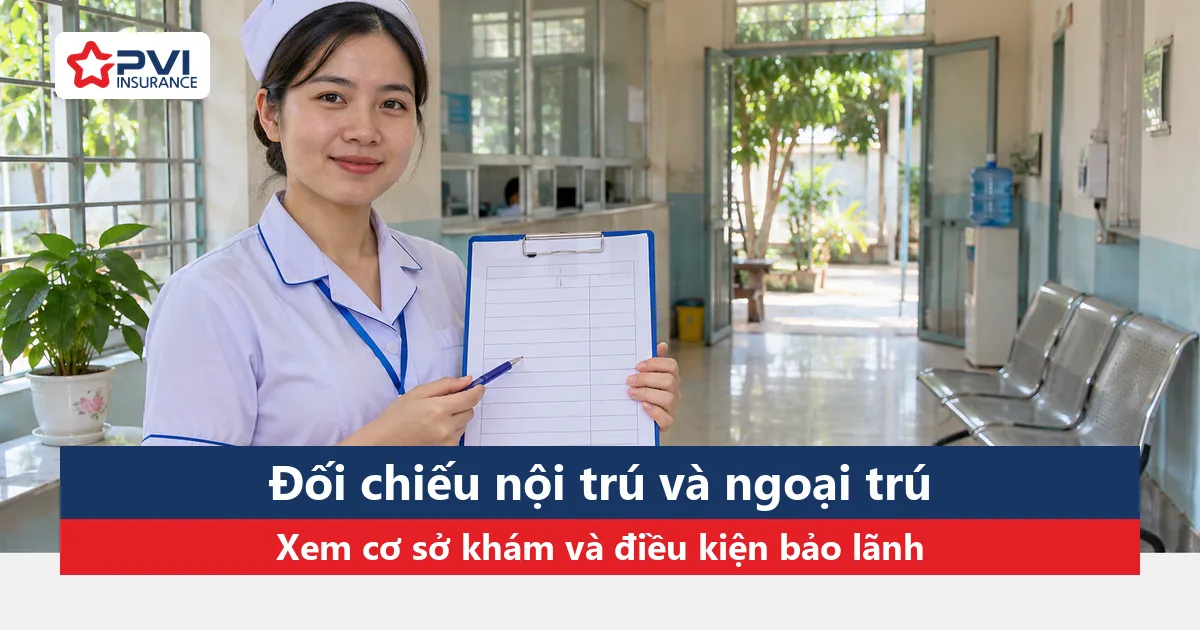 PVI
INSURANCE
Đối chiếu nội trú và ngoại trú
Xem cơ sở khám và điều kiện bảo lãnh